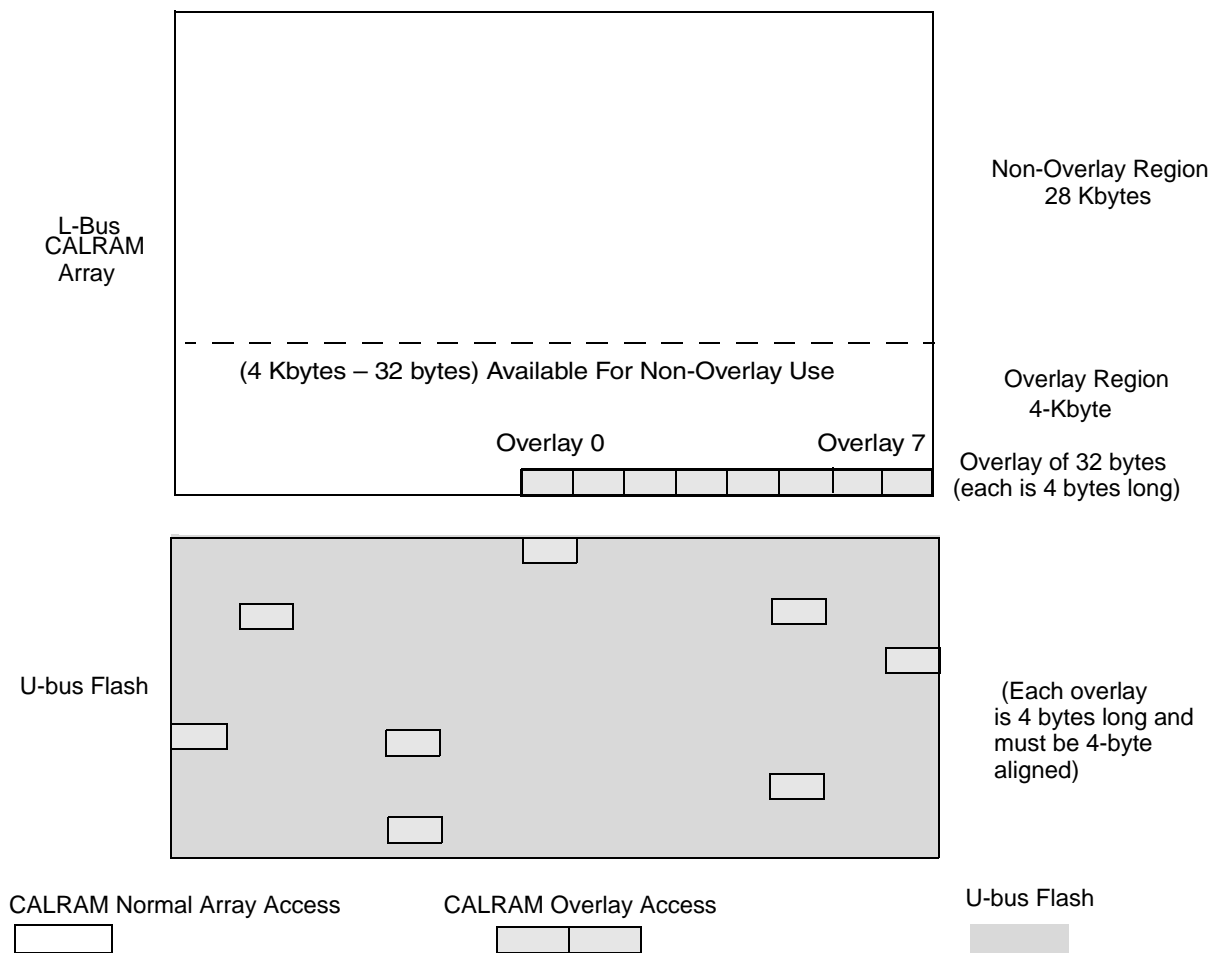 Non-Overlay Region
28 Kbytes
L-Bus
CALRAM
Array
(4 Kbytes – 32 bytes) Available For Non-Overlay Use
Overlay Region
4-Kbyte
Overlay 0
Overlay 7
Overlay of 32 bytes
(each is 4 bytes long)
U-bus Flash
(Each overlay
is 4 bytes long and
must be 4-byte
aligned)
CALRAM Normal Array Access
CALRAM Overlay Access
U-bus Flash